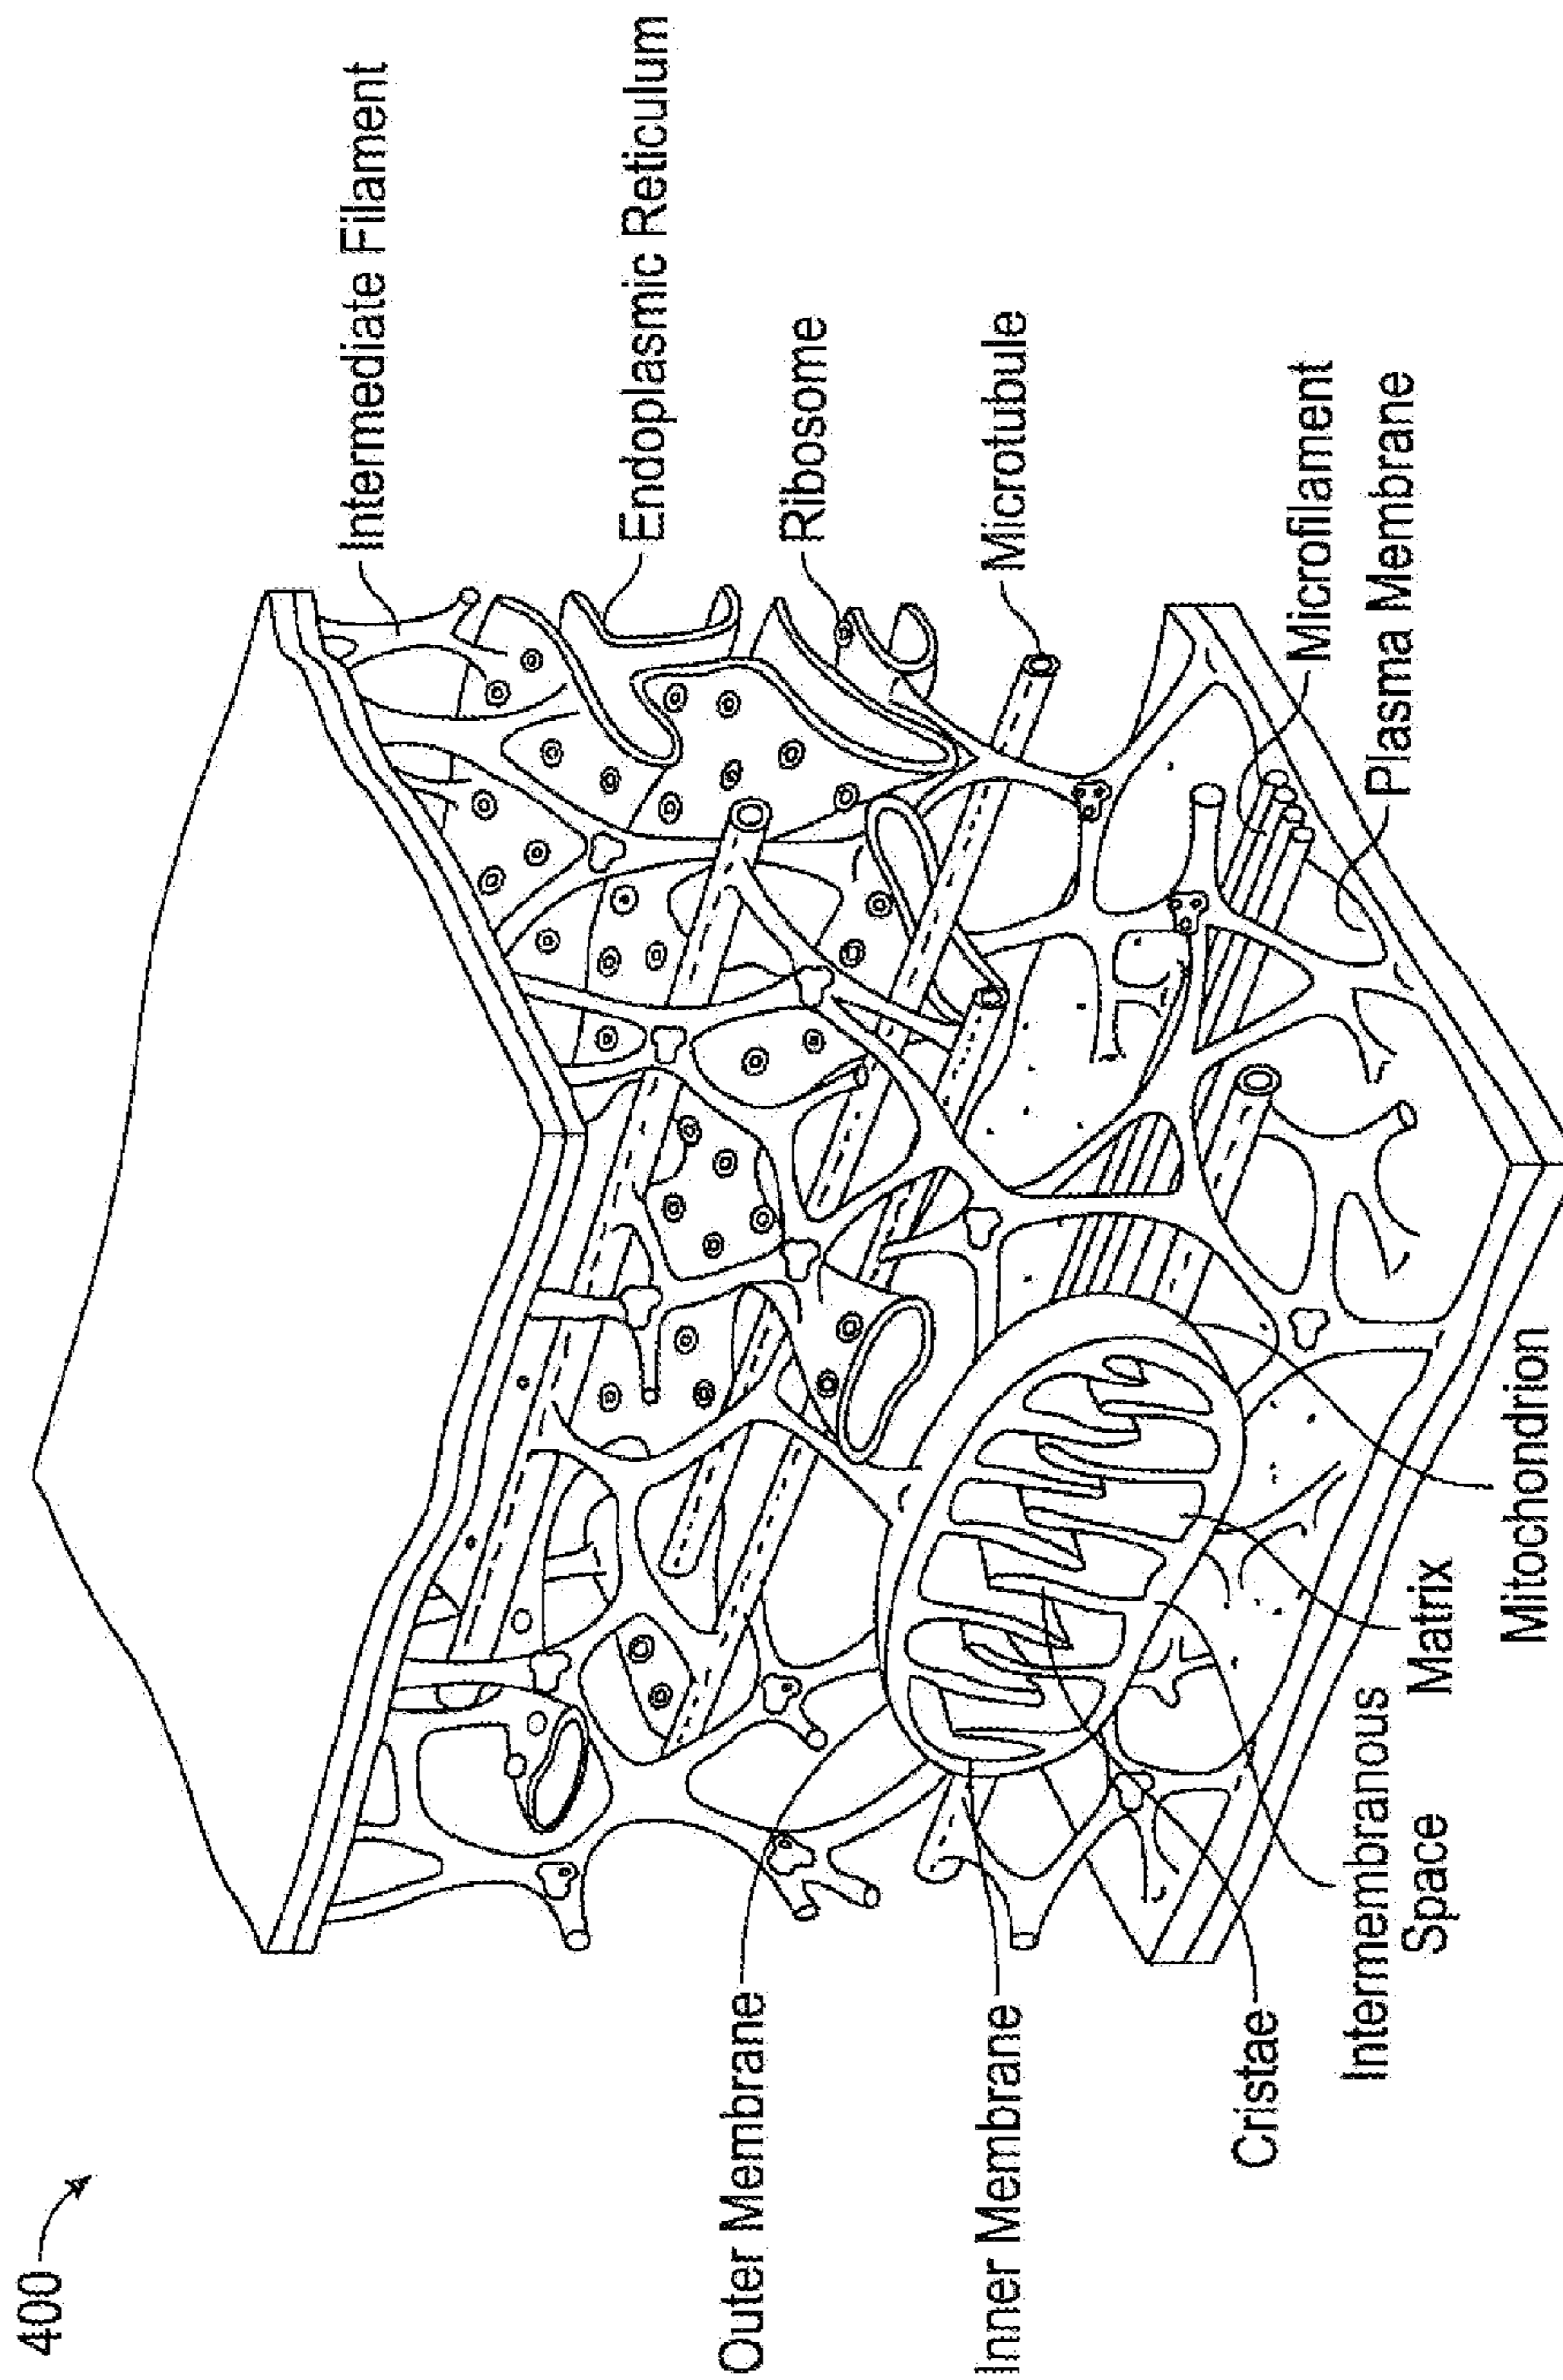 400
Intermediate Filament
Endoplasmic Reticulum
Ribosome
Microtubule
Microfilament
Plasma Membrane
Outer Membrane
Inner Membrane
Cristae
Intermembranous
Space
Matrix
Mitochondrion